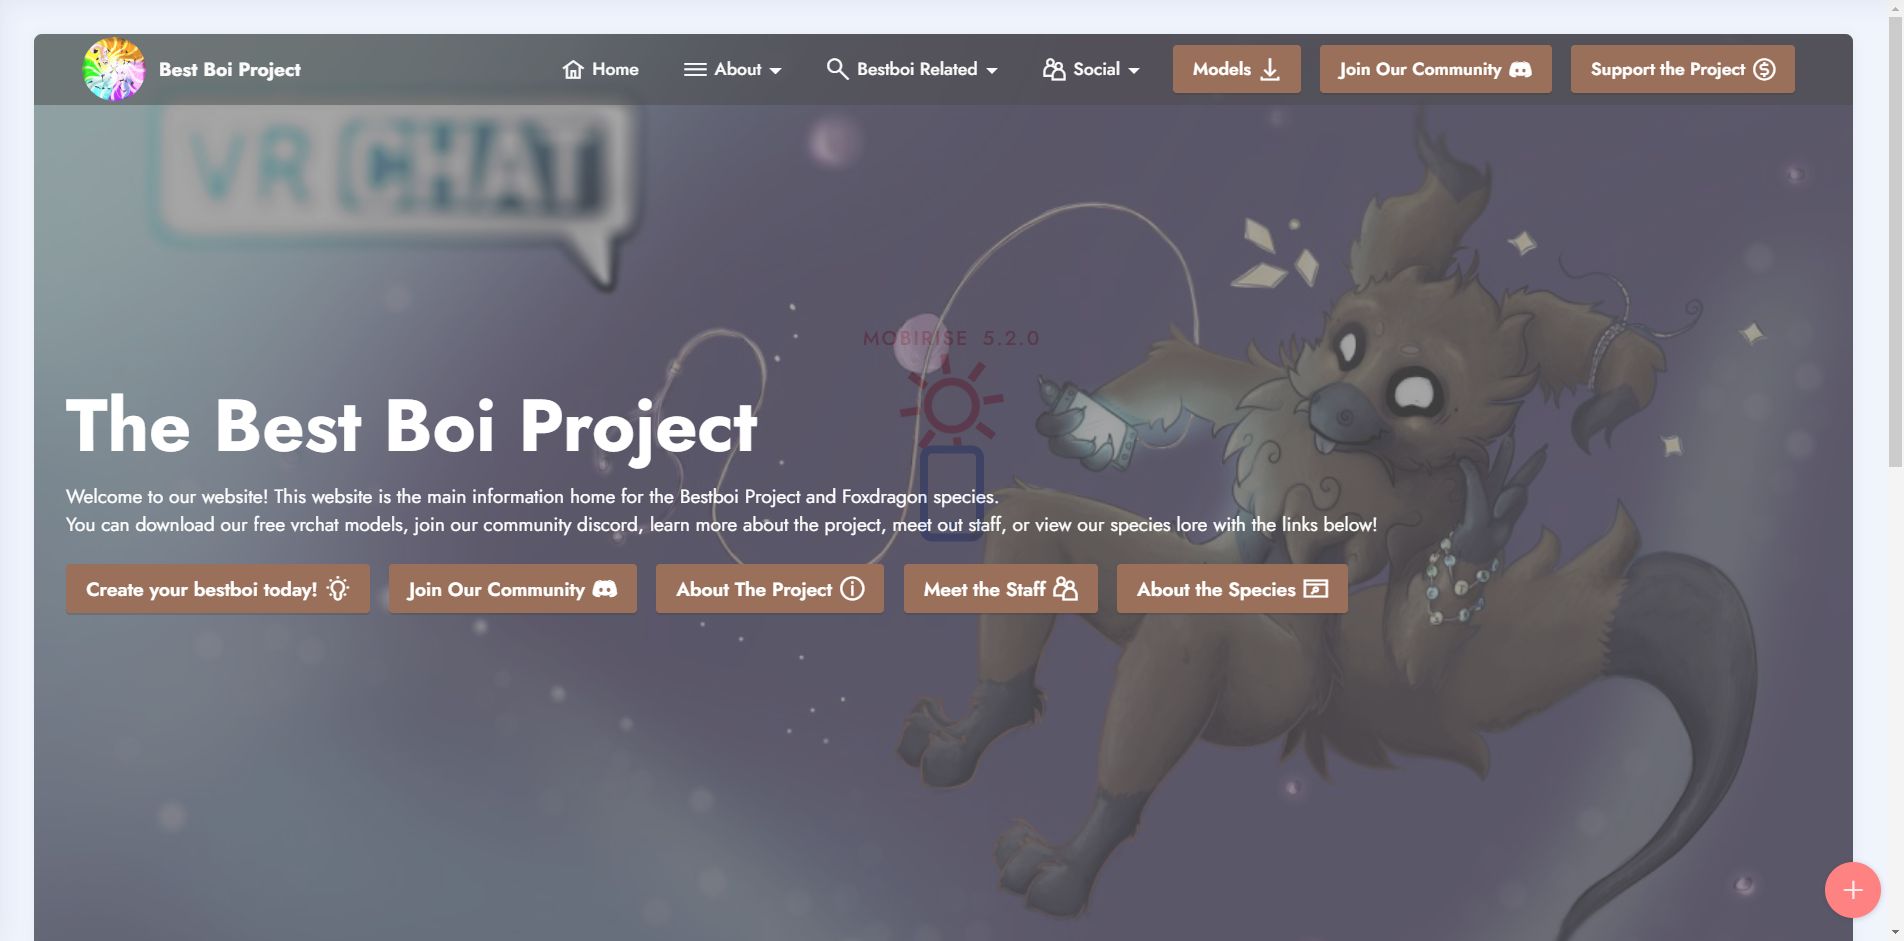 Best Boi Project
Home
About
Bestboi Related
Social
Models
Join Our Community
Support the Project
VR CHAT
MOBIRISE 5.2.0
The Best Boi Project
Welcome to our website! This website is the main information home for the Bestboi Project and Foxdragon species.
You can download our free vrchat models, join our community discord, learn more about the project, meet out staff, or view our species lore with the links below!
Create your bestboi today!
Join Our Community
About The Project
Meet the Staff
About the Species